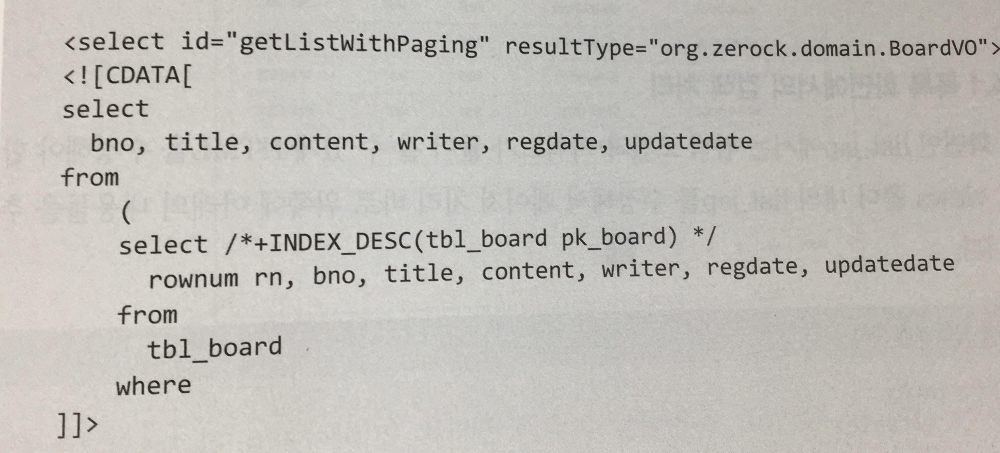 <select id="getListWithPaging" resultType="org.zerock.domain.BoardVO">
<![CDATA[
select
bno, title, content, writer, regdate, updatedate
from
(
select /*+INDEX_DESC(tbl_board pk_board) */
rownum rn, bno, title, content, writer, regdate, updatedate
from
tbl_board
where
]]>